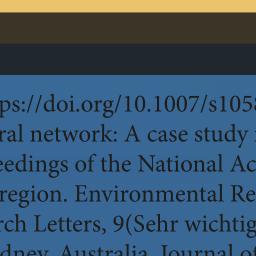 ps://doi.org/10.1007/s105
ral network: A case study
eedings of the National Ac
region. Environmental Re
rch Letters, 9(Sehr wichtig
dney, Australia. Journal of